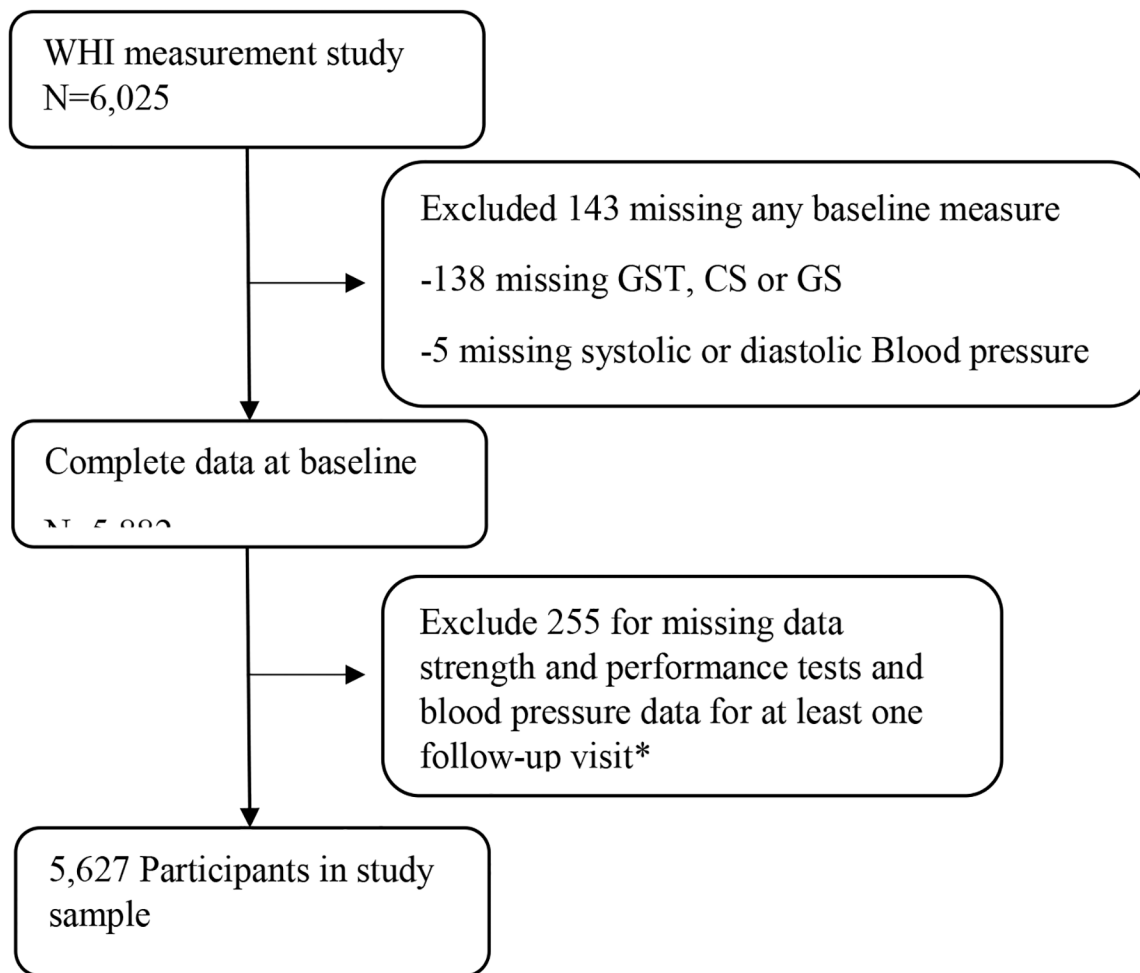 WHI measurement study
N=6,025
Excluded 143 missing any baseline measure
-138 missing GST, CS or GS
-5 missing systolic or diastolic Blood pressure
Complete data at baseline
N=5,882
Exclude 255 for missing data
strength and performance tests and
blood pressure data for at least one
follow-up visit*
5,627 Participants in study
sample